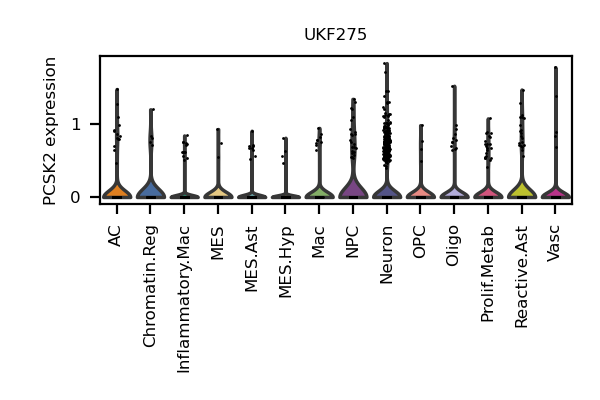 UKF275
PCSK2 expression
1
0
AC
Chromatin.Reg
Inflammatory.Mac
MES
MES.Ast
MES.Hyp
Mac
NPC
Neuron
OPC
Oligo
Prolif.Metab
Reactive.Ast
Vasc